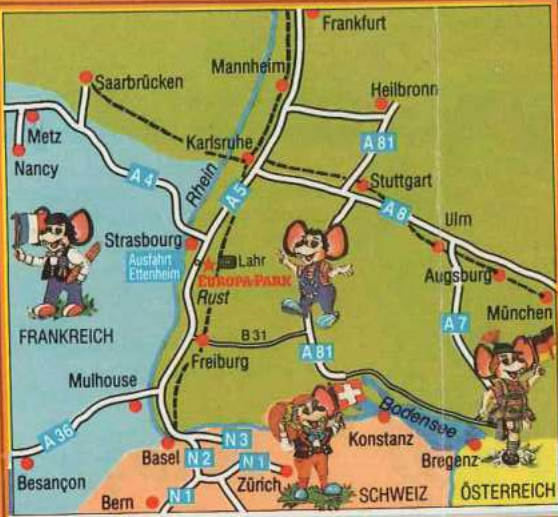 Frankfurt
Mannheim
Saarbrücken
Heilbronn
Metz
Karlsruhe
A 81
Nancy
Rhein
A 4
A 5
Stuttgart
A 8
Ulm
Strasbourg
Ausfahrt
Ettenheim
Lahr
EUROPA-PARK
Rust
Augsburg
München
FRANKREICH
B 31
A 7
Freiburg
A 81
Mulhouse
Bodensee
A 36
Konstanz
Basel
N 3
N 2
N 1
Bregenz
Besançon
Zürich
Bern
N 1
SCHWEIZ
ÖSTERREICH